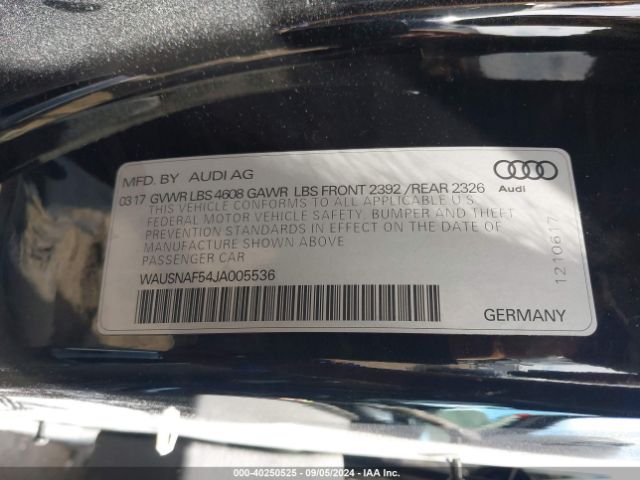 MFD. BY AUDI AG
Audi
03 17 GVWR LBS 4608 GAWR LBS FRONT 2392 /REAR 2326
THIS VEHICLE CONFORMS TO ALL APPLICABLE U.S.
FEDERAL MOTOR VEHICLE SAFETY, BUMPER AND THEFT
PREVENTION STANDARDS IN EFFECT ON THE DATE OF
MANUFACTURE SHOWN ABOVE
PASSENGER CAR
WAUSNAF54JA005536
1210617
GERMANY
000-40250525 - 09/05/2024 - IAA Inc.